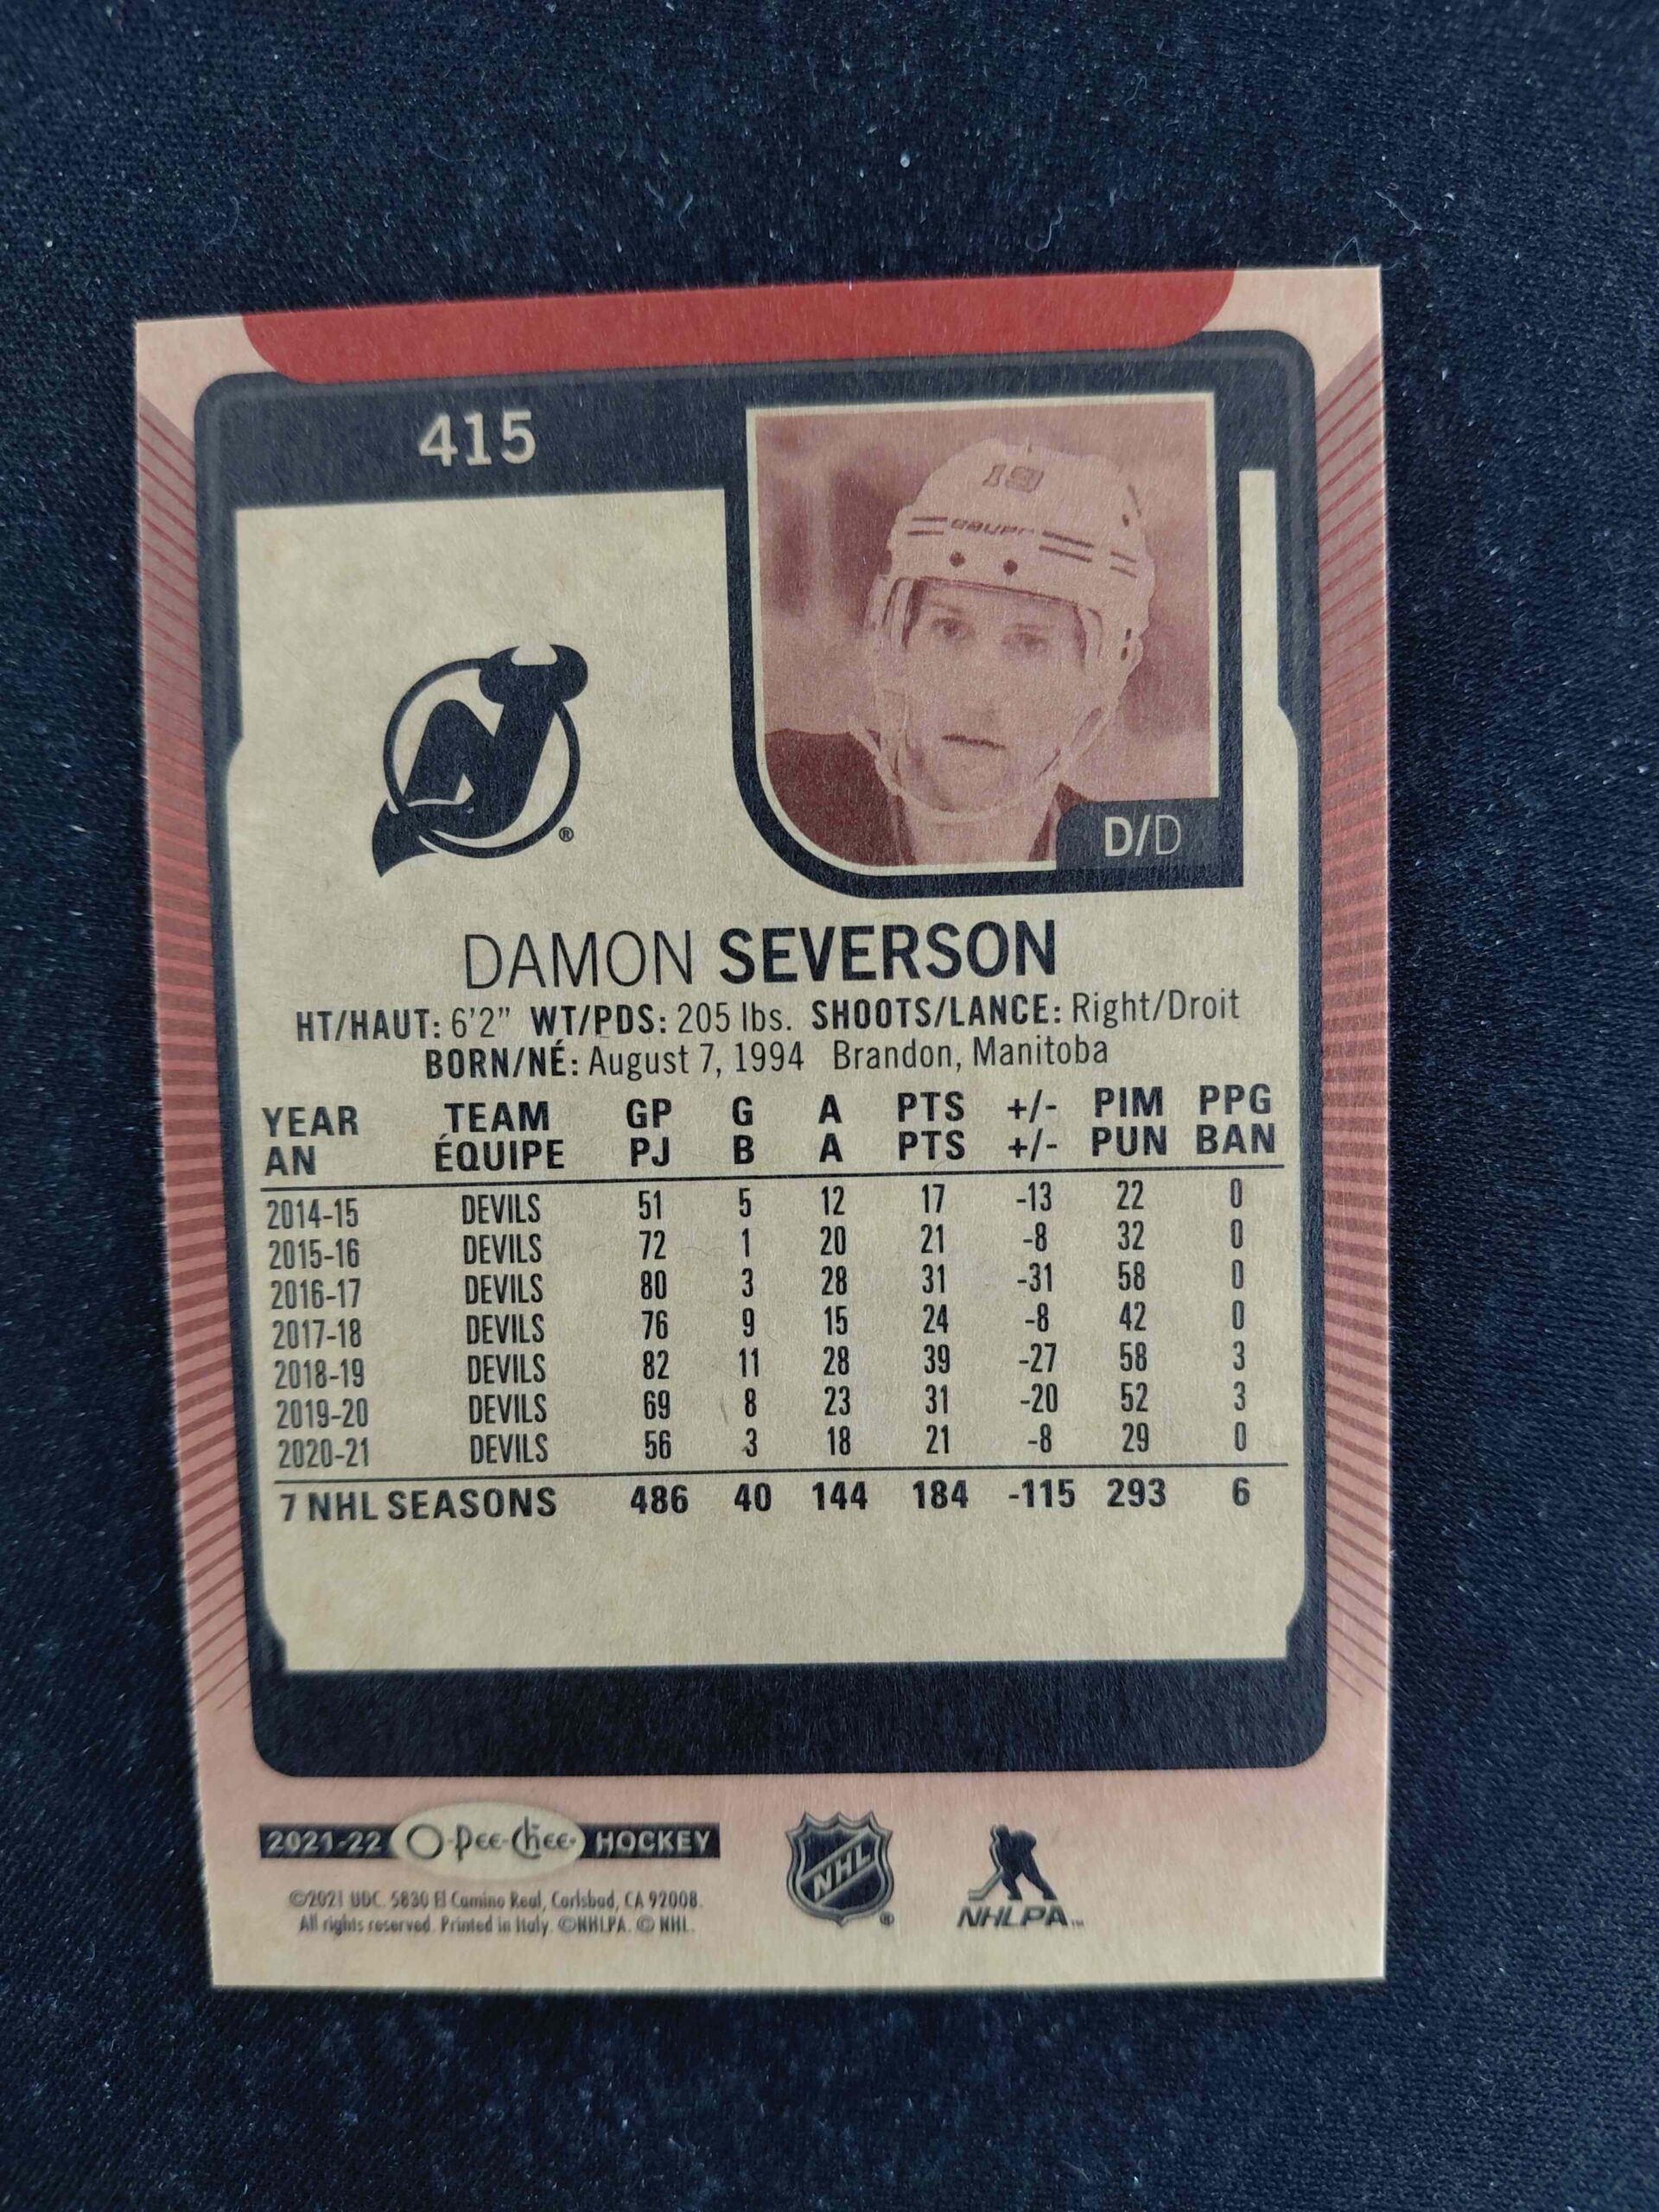 415
19
BAUER
D/D
DAMON SEVERSON
HT/HAUT: 6'2" WT/PDS: 205 lbs. SHOOTS/LANCE: Right/Droit
BORN/NÉ: August 7, 1994 Brandon, Manitoba
YEAR TEAM GP G A PTS +/- PIM PPG
AN ÉQUIPE PJ B A PTS +/- PUN BAN
2014-15 DEVILS 51 5 12 17 -13 22 0
2015-16 DEVILS 72 1 20 21 -8 32 0
2016-17 DEVILS 80 3 28 31 -31 58 0
2017-18 DEVILS 76 9 15 24 -8 42 0
2018-19 DEVILS 82 11 28 39 -27 58 3
2019-20 DEVILS 69 8 23 31 -20 52 3
2020-21 DEVILS 56 3 18 21 -8 29 0
7 NHL SEASONS 486 40 144 184 -115 293 6
2021-22 O-Pee-Chee HOCKEY
©2021 UDC. 5830 El Camino Real, Carlsbad, CA 92008.
All rights reserved. Printed in Italy. ©NHLPA. © NHL.
NHL®
NHLPA™